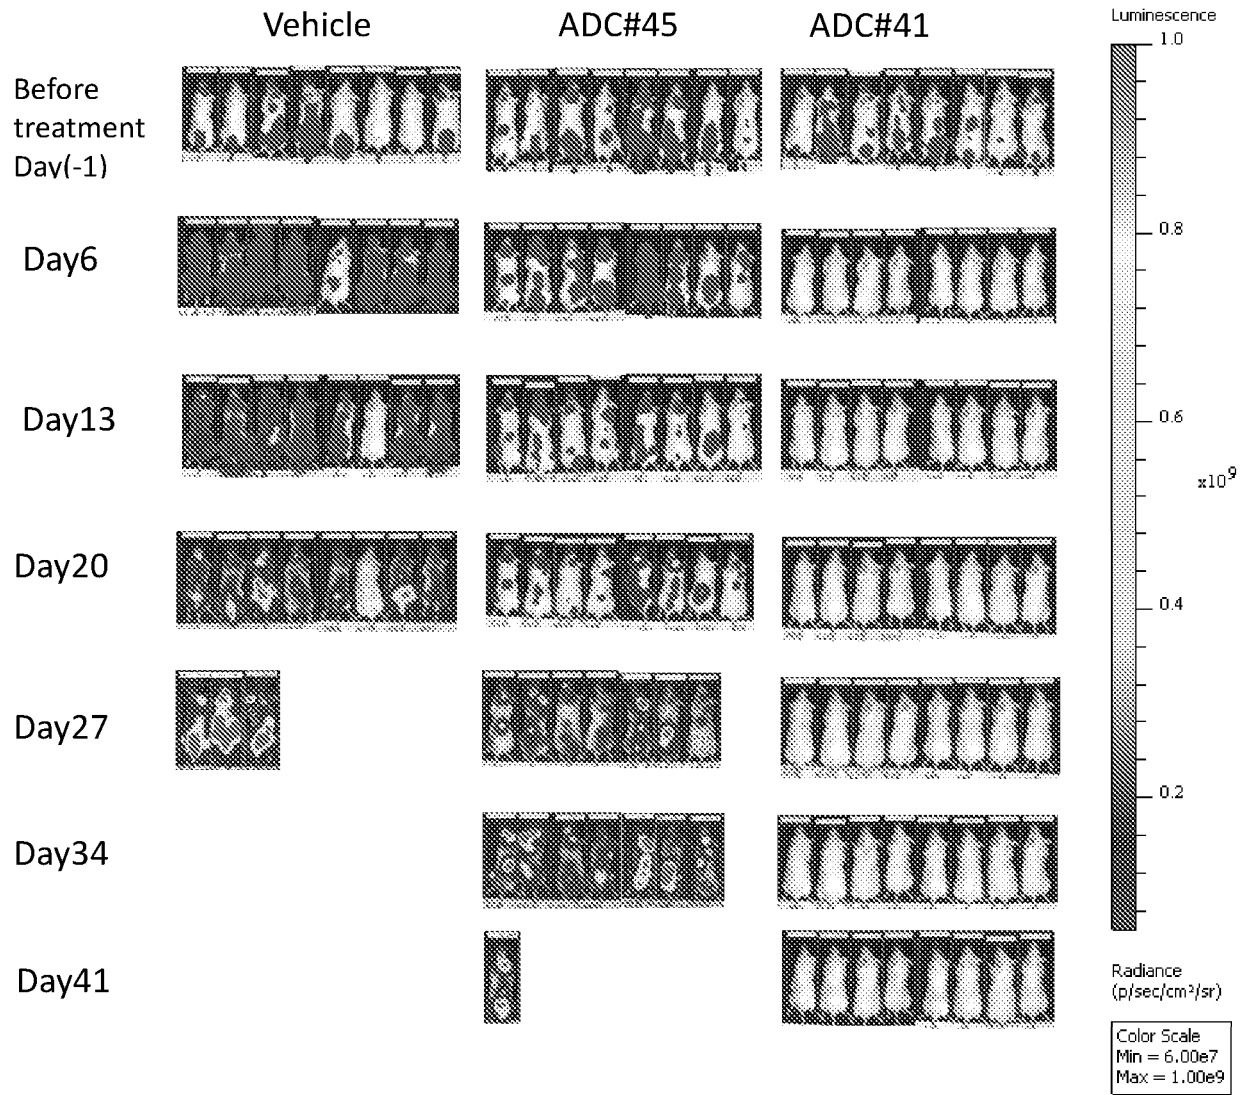 Vehicle
ADC#45
ADC#41
Luminescence
Before
treatment
Day(-1)
Day6
Day13
Day20
Day27
Day34
Day41
1.0
0.8
0.6
x10⁹
0.4
0.2
Radiance
(p/sec/cm²/sr)
Color Scale
Min = 6.00e7
Max = 1.00e9